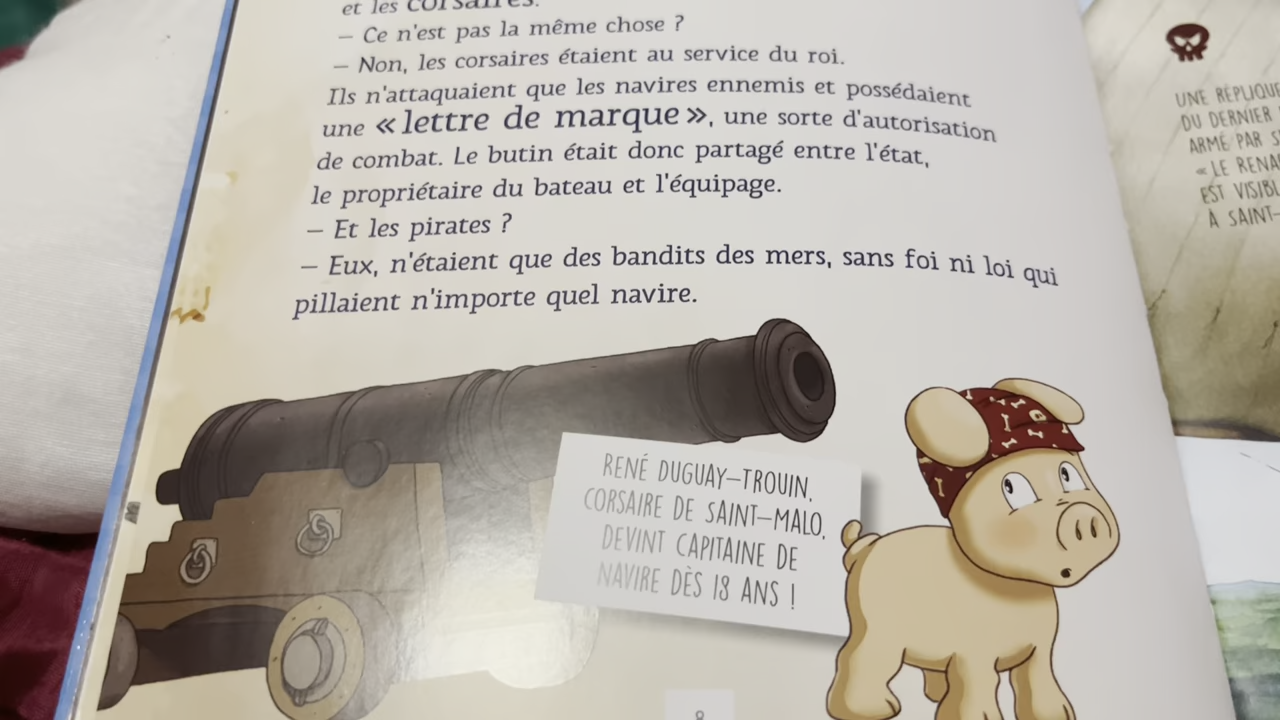 et les corsaires.
– Ce n'est pas la même chose ?
– Non, les corsaires étaient au service du roi.
Ils n'attaquaient que les navires ennemis et possédaient
une « lettre de marque », une sorte d'autorisation
de combat. Le butin était donc partagé entre l'état,
le propriétaire du bateau et l'équipage.
– Et les pirates ?
– Eux, n'étaient que des bandits des mers, sans foi ni loi qui
pillaient n'importe quel navire.
RENÉ DUGUAY–TROUIN,
CORSAIRE DE SAINT–MALO,
DEVINT CAPITAINE DE
NAVIRE DÈS 18 ANS !
UNE RÉPLIQUE
DU DERNIER
ARMÉ PAR
« LE
EST
À SAINT–